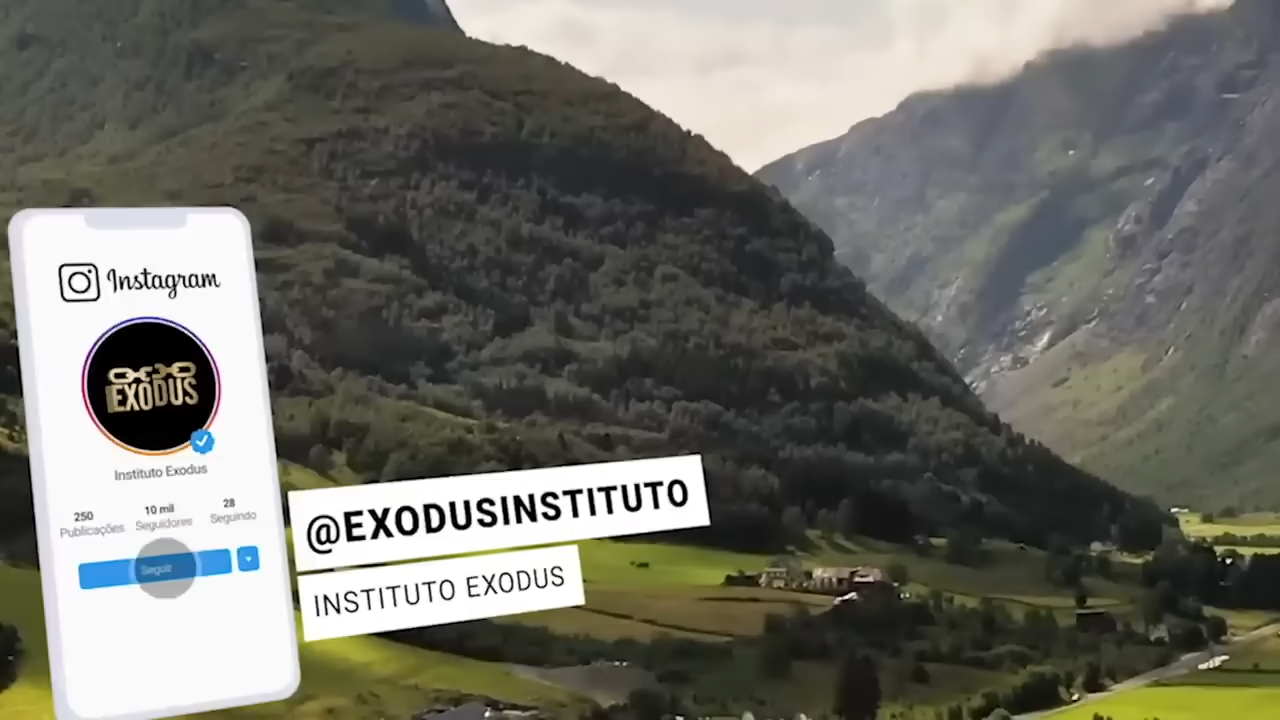 Instagram
EXODUS
Instituto Exodus
250 10 mil 28
Publicações Seguidores Seguindo
Seguir
@EXODUSINSTITUTO
INSTITUTO EXODUS